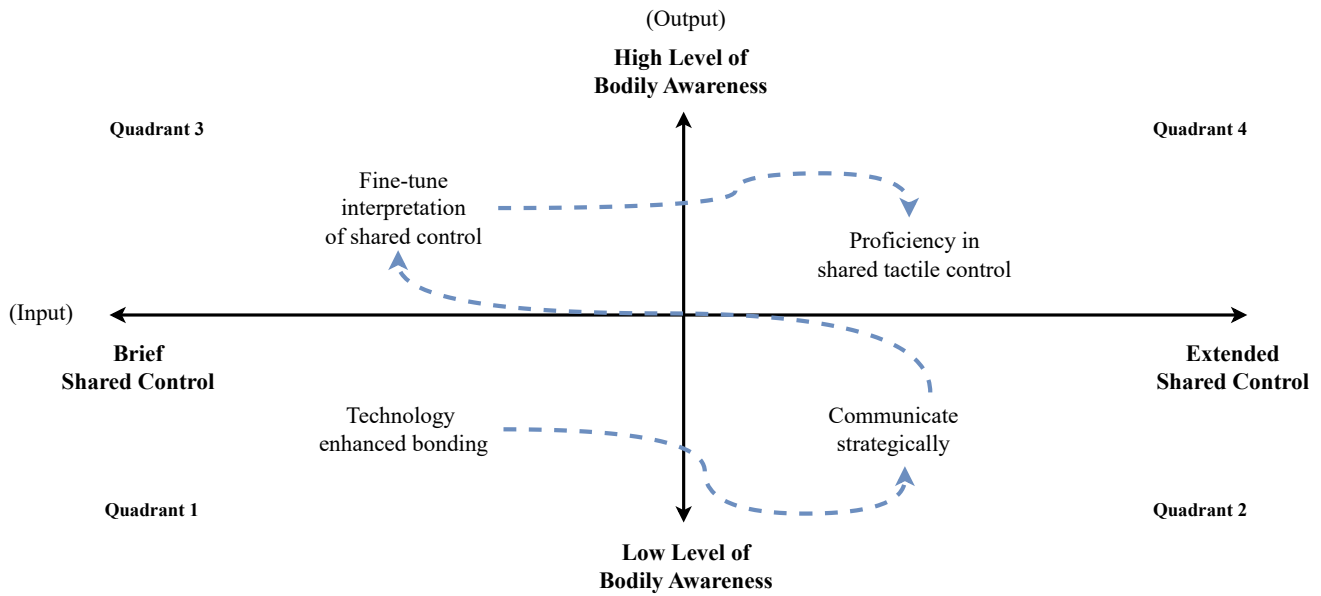 (Output)
High Level of
Bodily Awareness
Quadrant 3
Quadrant 4
Fine-tune
interpretation
of shared control
Proficiency in
shared tactile control
(Input)
Brief
Shared Control
Extended
Shared Control
Technology
enhanced bonding
Communicate
strategically
Quadrant 1
Quadrant 2
Low Level of
Bodily Awareness